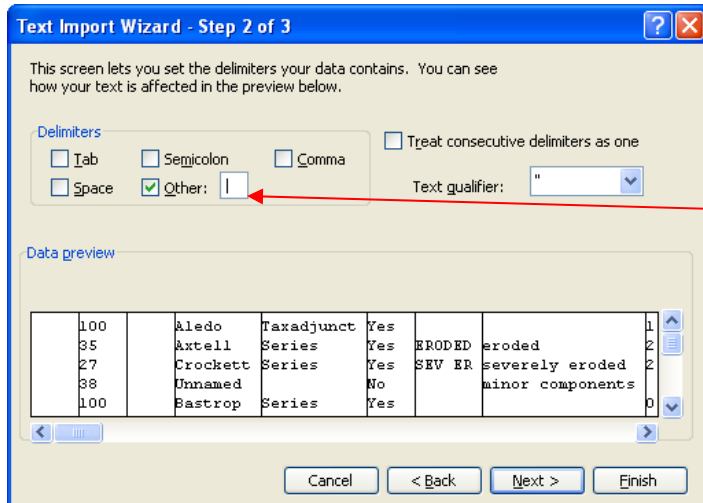 Text Import Wizard - Step 2 of 3
This screen lets you set the delimiters your data contains. You can see
how your text is affected in the preview below.
Delimiters
Tab Semicolon Comma
Space Other: |
Treat consecutive delimiters as one
Text qualifier: "
Data preview
100 Aledo Taxadjunct Yes 1
35 Axtell Series Yes ERODED eroded 2
27 Crockett Series Yes SEV ER severely eroded 2
38 Unnamed No minor components
100 Bastrop Series Yes 0
Cancel < Back Next > Finish